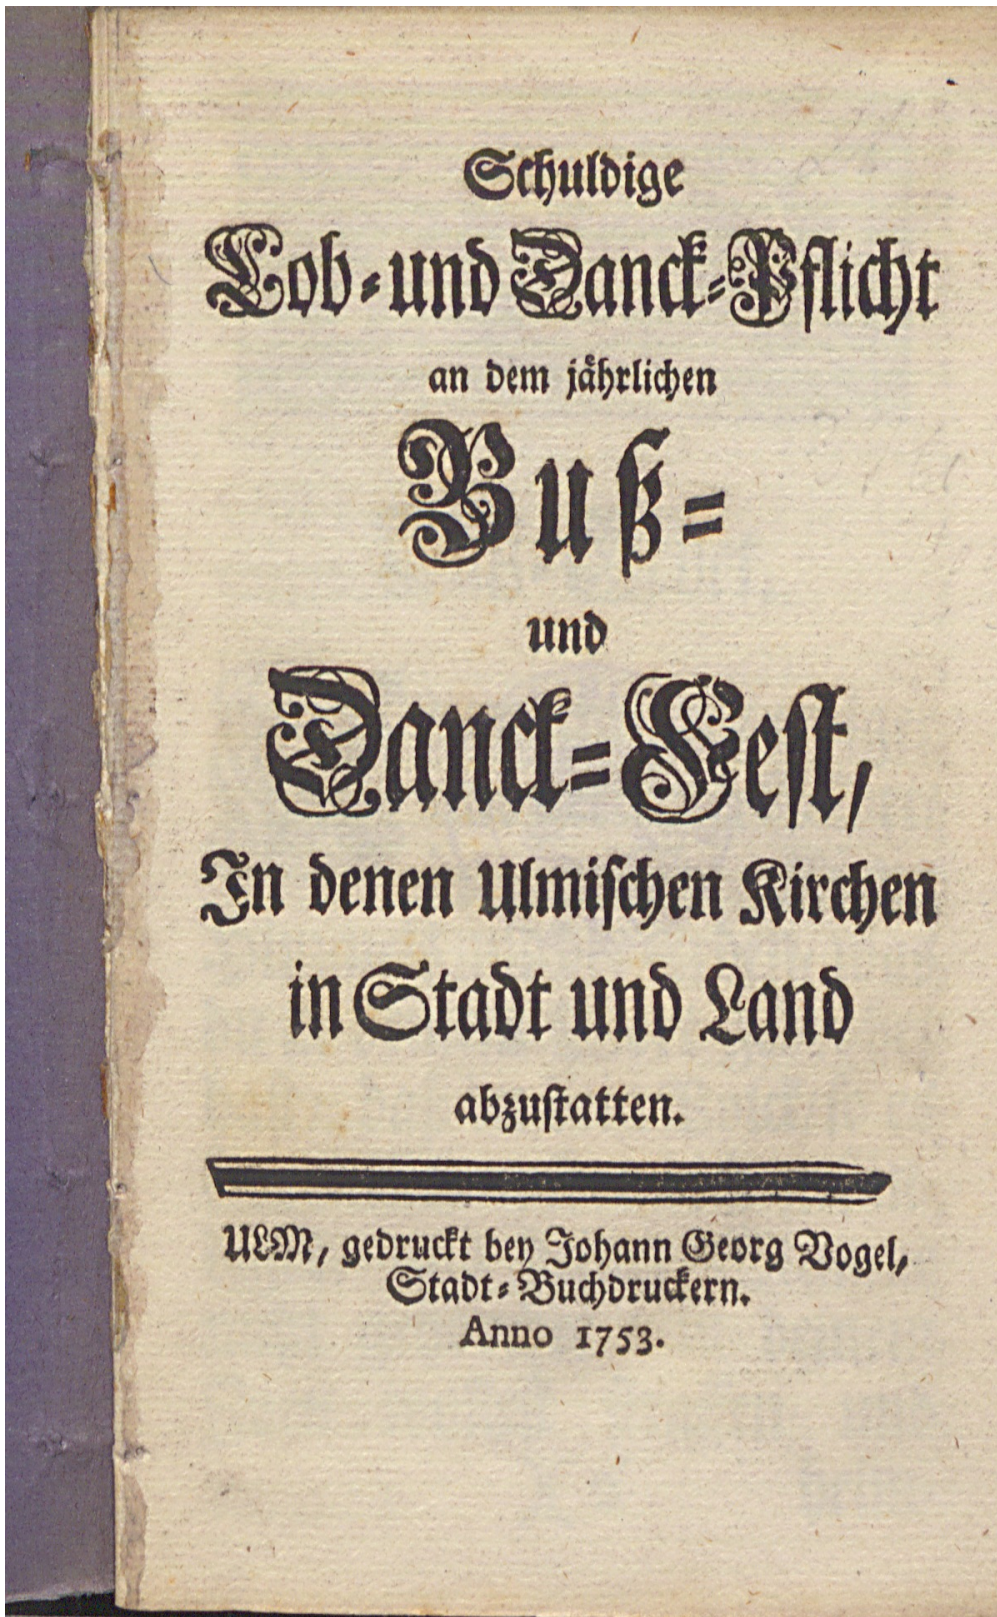 Schuldige
Lob-und Danck-Pflicht
an dem jährlichen
Buß-
und
Danck-Fest,
In denen Ulmischen Kirchen
in Stadt und Land
abzustatten.
ULM, gedruckt bey Johann Georg Vogel,
Stadt-Buchdruckern.
Anno 1753.